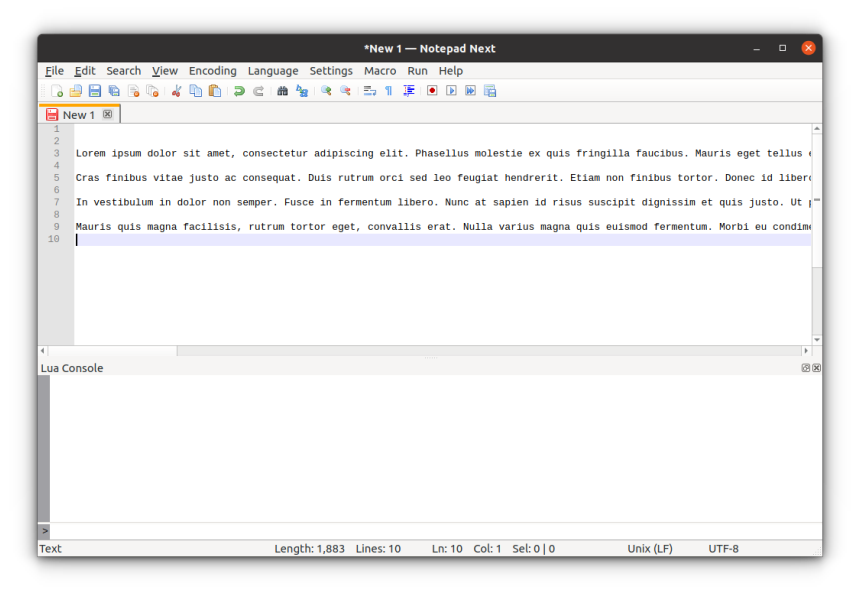 *New 1 — Notepad Next
File Edit Search View Encoding Language Settings Macro Run Help
New 1
1
2
3 Lorem ipsum dolor sit amet, consectetur adipiscing elit. Phasellus molestie ex quis fringilla faucibus. Mauris eget tellus
4
5 Cras finibus vitae justo ac consequat. Duis rutrum orci sed leo feugiat hendrerit. Etiam non finibus tortor. Donec id liber
6
7 In vestibulum in dolor non semper. Fusce in fermentum libero. Nunc at sapien id risus suscipit dignissim et quis justo. Ut
8
9 Mauris quis magna facilisis, rutrum tortor eget, convallis erat. Nulla varius magna quis euismod fermentum. Morbi eu condim
10
Lua Console
>
Text Length: 1,883 Lines: 10 Ln: 10 Col: 1 Sel: 0 | 0 Unix (LF) UTF-8